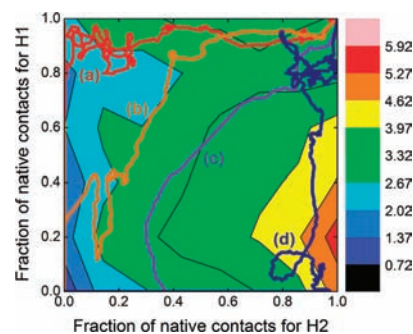 1.0
0.8
0.6
0.4
0.2
0.0
Fraction of native contacts for H1
(a)
(b)
(c)
(d)
0.0 0.2 0.4 0.6 0.8 1.0
Fraction of native contacts for H2
5.92
5.27
4.62
3.97
3.32
2.67
2.02
1.37
0.72